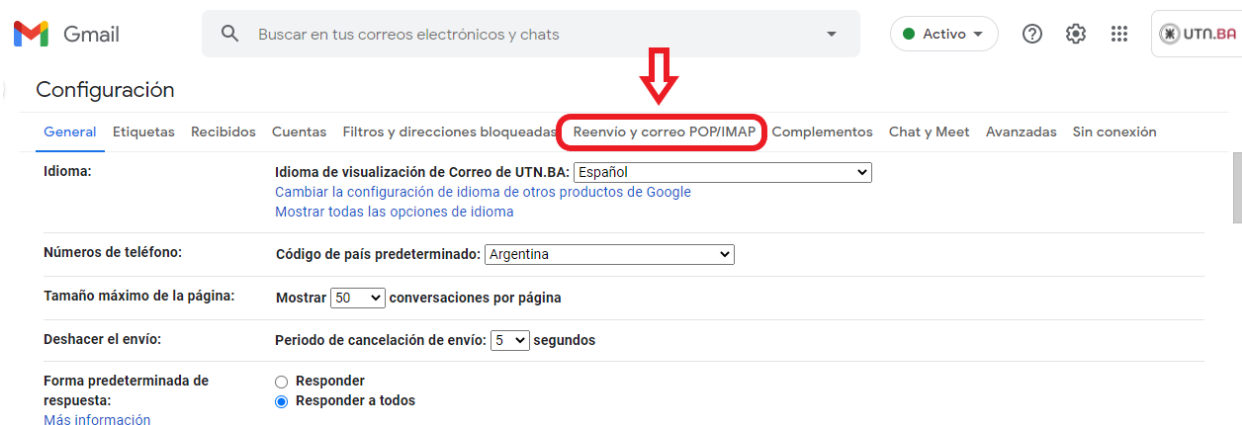 Gmail
Buscar en tus correos electrónicos y chats
Activo
UTN.BA
Configuración
General Etiquetas Recibidos Cuentas Filtros y direcciones bloqueadas Reenvío y correo POP/IMAP Complementos Chat y Meet Avanzadas Sin conexión
Idioma:
Idioma de visualización de Correo de UTN.BA: Español
Cambiar la configuración de idioma de otros productos de Google
Mostrar todas las opciones de idioma
Números de teléfono:
Código de país predeterminado: Argentina
Tamaño máximo de la página:
Mostrar 50 conversaciones por página
Deshacer el envío:
Periodo de cancelación de envío: 5 segundos
Forma predeterminada de
respuesta:
Más información
Responder
Responder a todos